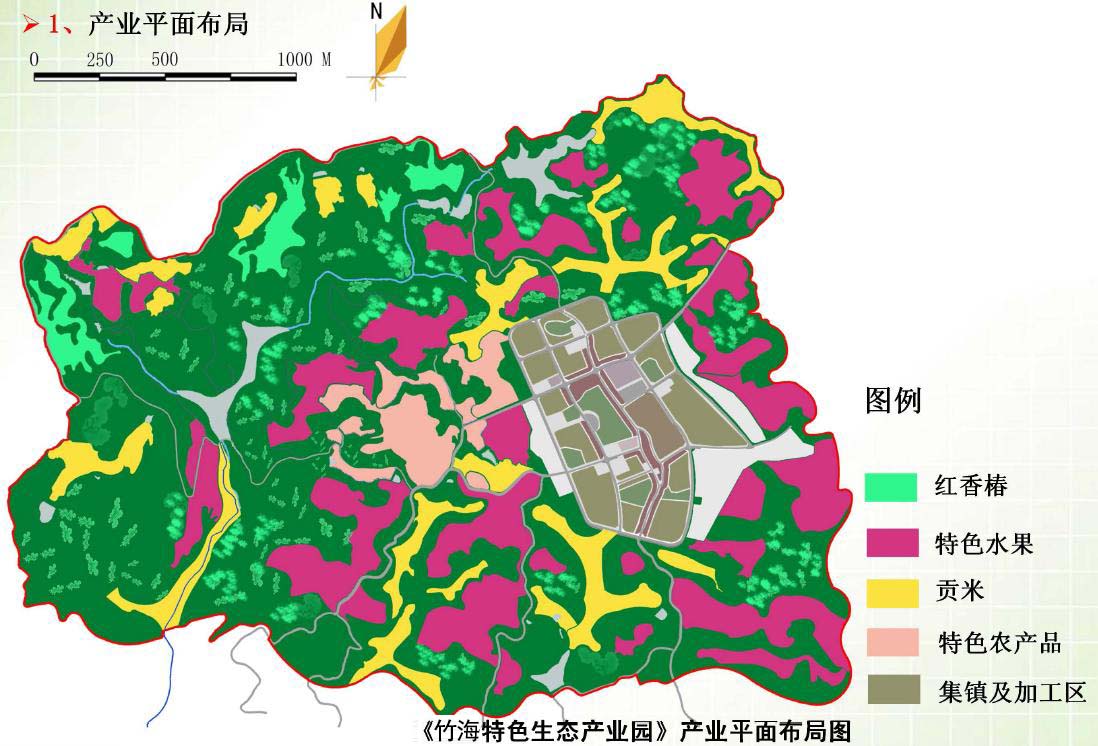 1、产业平面布局
N
0 250 500 1000 M
图例
红香椿
特色水果
贡米
特色农产品
集镇及加工区
《竹海特色生态产业园》产业平面布局图